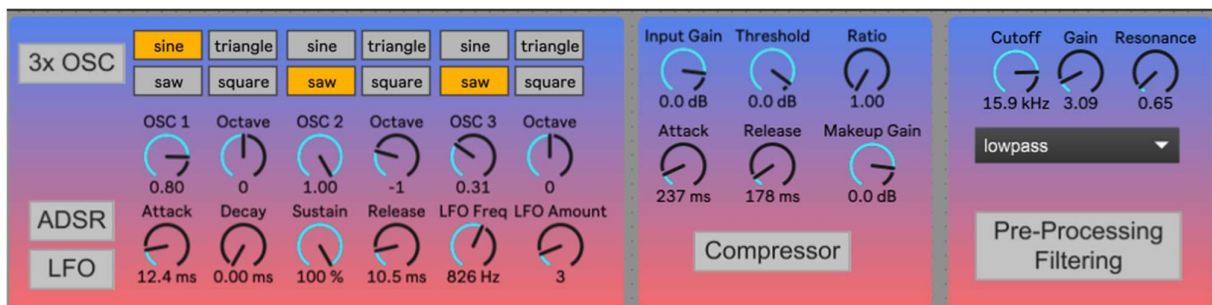 3x OSC
sine triangle sine triangle sine triangle
saw square saw square saw square
OSC 1 Octave OSC 2 Octave OSC 3 Octave
0.80 0 1.00 -1 0.31 0
ADSR
LFO
Attack Decay Sustain Release LFO Freq LFO Amount
12.4 ms 0.00 ms 100 % 10.5 ms 826 Hz 3
Input Gain Threshold Ratio
0.0 dB 0.0 dB 1.00
Attack Release Makeup Gain
237 ms 178 ms 0.0 dB
Compressor
Cutoff Gain Resonance
15.9 kHz 3.09 0.65
lowpass
Pre-Processing
Filtering